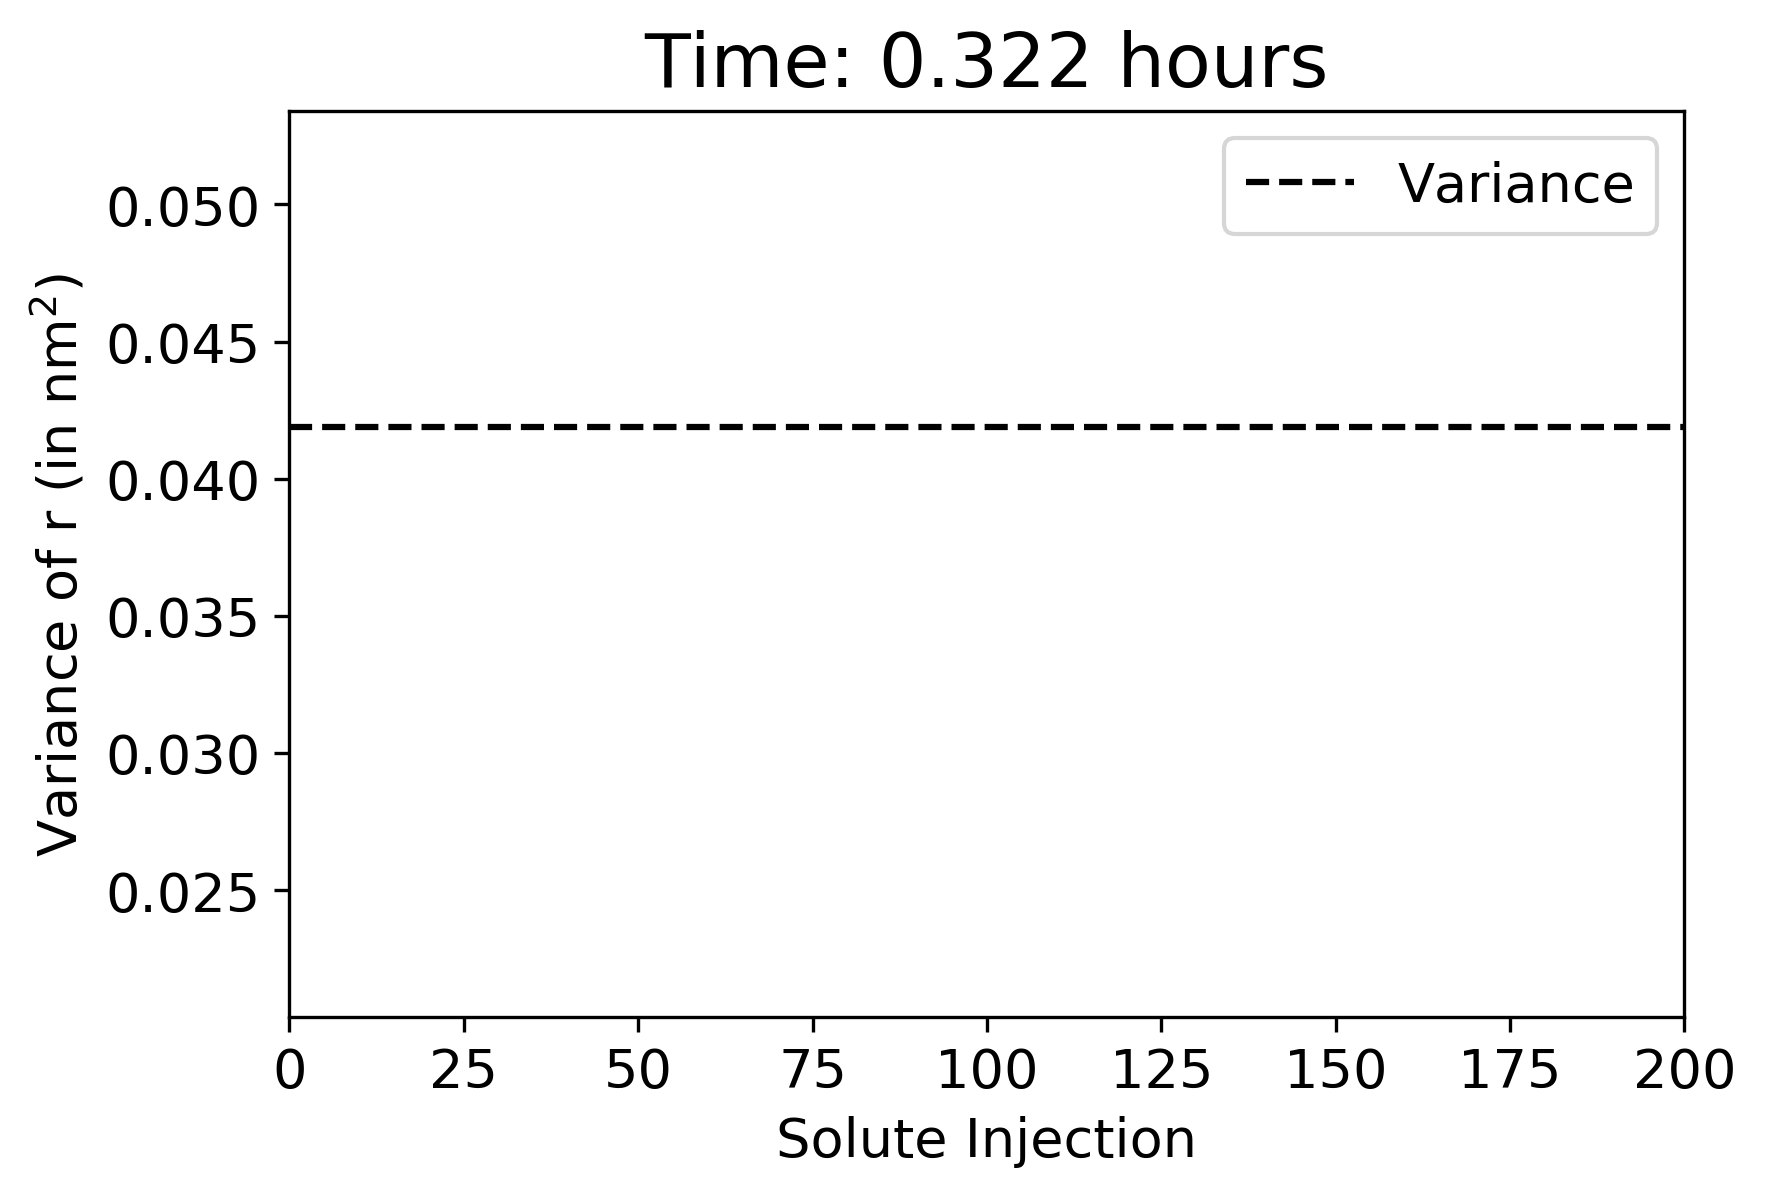 Time: 0.322 hours
Variance
Variance of r (in nm²)
0.050
0.045
0.040
0.035
0.030
0.025
0 25 50 75 100 125 150 175 200
Solute Injection